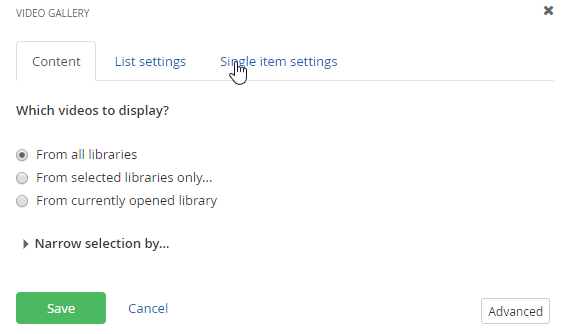 VIDEO GALLERY
Content List settings Single item settings
Which videos to display?
From all libraries
From selected libraries only...
From currently opened library
Narrow selection by...
Save Cancel Advanced